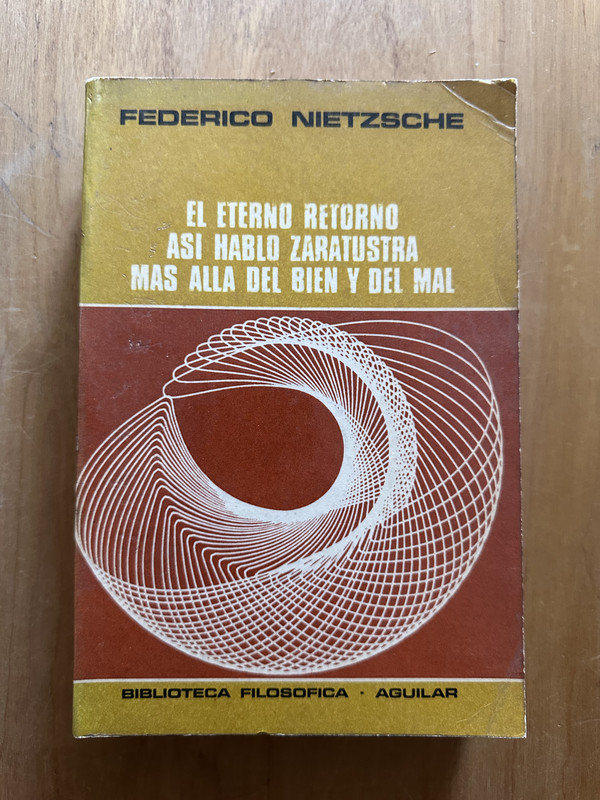 FEDERICO NIETZSCHE
EL ETERNO RETORNO
ASI HABLO ZARATUSTRA
MAS ALLA DEL BIEN Y DEL MAL
BIBLIOTECA FILOSOFICA · AGUILAR